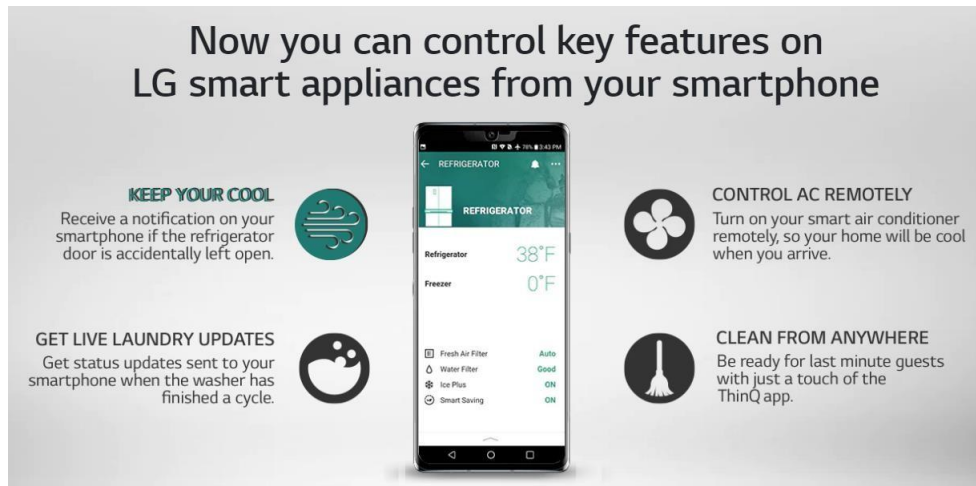 Now you can control key features on
LG smart appliances from your smartphone
KEEP YOUR COOL
Receive a notification on your
smartphone if the refrigerator
door is accidentally left open.
GET LIVE LAUNDRY UPDATES
Get status updates sent to your
smartphone when the washer has
finished a cycle.
76% 3:43 PM
REFRIGERATOR
REFRIGERATOR
Refrigerator 38°F
Freezer 0°F
Fresh Air Filter Auto
Water Filter Good
Ice Plus ON
Smart Saving ON
CONTROL AC REMOTELY
Turn on your smart air conditioner
remotely, so your home will be cool
when you arrive.
CLEAN FROM ANYWHERE
Be ready for last minute guests
with just a touch of the
ThinQ app.